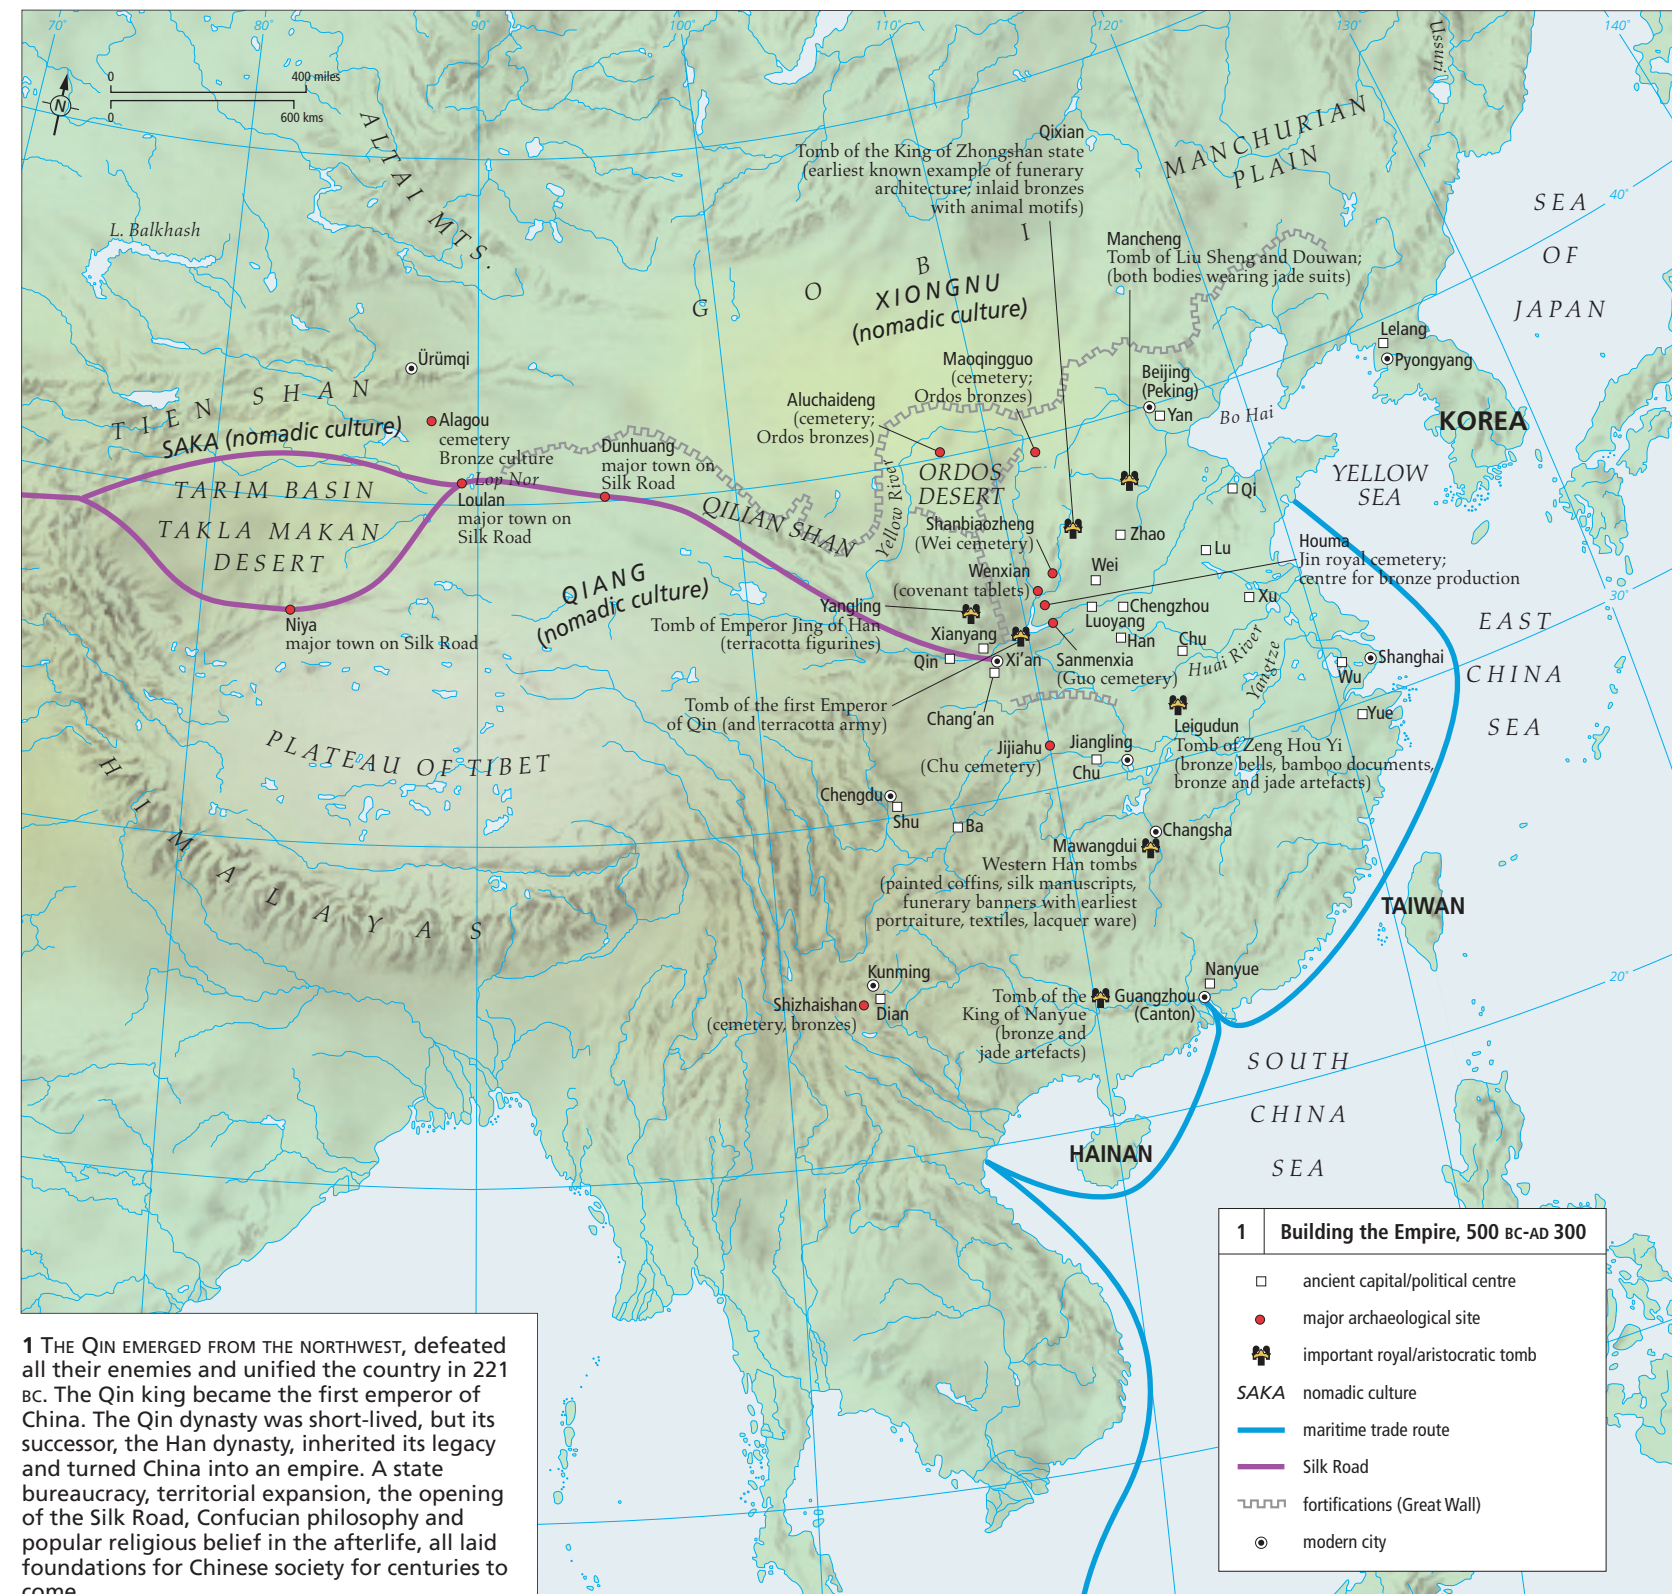 70°
80°
90°
100°
110°
120°
130°
140°
0
400 miles
0
600 kms
N
Ussuri
ALTAI MTS.
L. Balkhash
Qixian
Tomb of the King of Zhongshan state
(earliest known example of funerary
architecture; inlaid bronzes
with animal motifs)
MANCHURIAN
PLAIN
40°
SEA
OF
JAPAN
GOBI
XIONGNU
(nomadic culture)
Mancheng
Tomb of Liu Sheng and Douwan;
(both bodies wearing jade suits)
Lelang
Pyongyang
KOREA
Ürümqi
TIEN SHAN
SAKA (nomadic culture)
Alagou
cemetery
Bronze culture
Lop Nor
Loulan
major town on
Silk Road
Dunhuang
major town on
Silk Road
Maoqingguo
(cemetery;
Ordos bronzes)
Aluchaideng
(cemetery;
Ordos bronzes)
Beijing
(Peking)
Yan
Bo Hai
YELLOW
SEA
TARIM BASIN
TAKLA MAKAN
DESERT
QILIAN SHAN
Yellow River
ORDOS
DESERT
Qi
Shanbiaozheng
(Wei cemetery)
Zhao
Lu
Houma
Jin royal cemetery;
centre for bronze production
Wenxian
(covenant tablets)
Wei
QIANG
(nomadic culture)
Yangling
Tomb of Emperor Jing of Han
(terracotta figurines)
Chengzhou
Luoyang
Xu
30°
EAST
CHINA
SEA
Niya
major town on Silk Road
Xianyang
Qin
Xi'an
Han
Chu
Sanmenxia
(Guo cemetery)
Huai River
Yangtze
Shanghai
Wu
Yue
Tomb of the first Emperor
of Qin (and terracotta army)
Chang'an
Leigudun
Tomb of Zeng Hou Yi
(bronze bells, bamboo documents,
bronze and jade artefacts)
PLATEAU OF TIBET
Jijiahu
(Chu cemetery)
Jiangling
Chu
HIMALAYAS
Chengdu
Shu
Ba
Changsha
Mawangdui
Western Han tombs
(painted coffins, silk manuscripts,
funerary banners with earliest
portraiture, textiles, lacquer ware)
TAIWAN
20°
Kunming
Shizhaishan
(cemetery, bronzes)
Dian
Tomb of the
King of Nanyue
(bronze and
jade artefacts)
Nanyue
Guangzhou
(Canton)
SOUTH
CHINA
SEA
HAINAN
1 Building the Empire, 500 BC-AD 300
ancient capital/political centre
major archaeological site
important royal/aristocratic tomb
SAKA nomadic culture
maritime trade route
Silk Road
fortifications (Great Wall)
modern city
1 THE QIN EMERGED FROM THE NORTHWEST, defeated
all their enemies and unified the country in 221
BC. The Qin king became the first emperor of
China. The Qin dynasty was short-lived, but its
successor, the Han dynasty, inherited its legacy
and turned China into an empire. A state
bureaucracy, territorial expansion, the opening
of the Silk Road, Confucian philosophy and
popular religious belief in the afterlife, all laid
foundations for Chinese society for centuries to
come